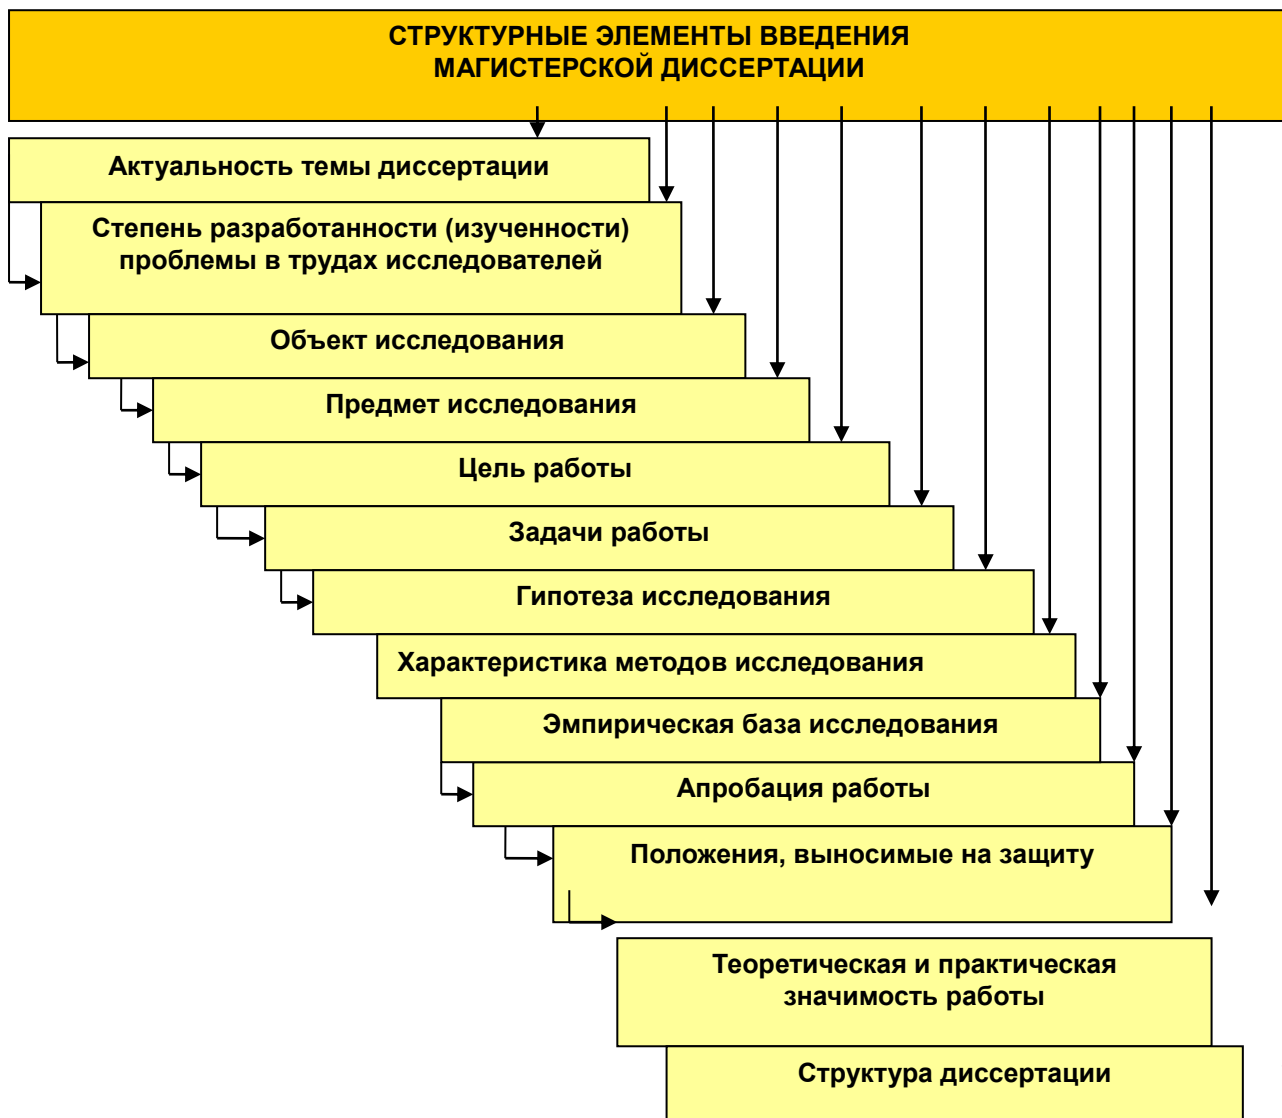 СТРУКТУРНЫЕ ЭЛЕМЕНТЫ ВВЕДЕНИЯ
МАГИСТЕРСКОЙ ДИССЕРТАЦИИ
Актуальность темы диссертации
Степень разработанности (изученности)
проблемы в трудах исследователей
Объект исследования
Предмет исследования
Цель работы
Задачи работы
Гипотеза исследования
Характеристика методов исследования
Эмпирическая база исследования
Апробация работы
Положения, выносимые на защиту
Теоретическая и практическая
значимость работы
Структура диссертации